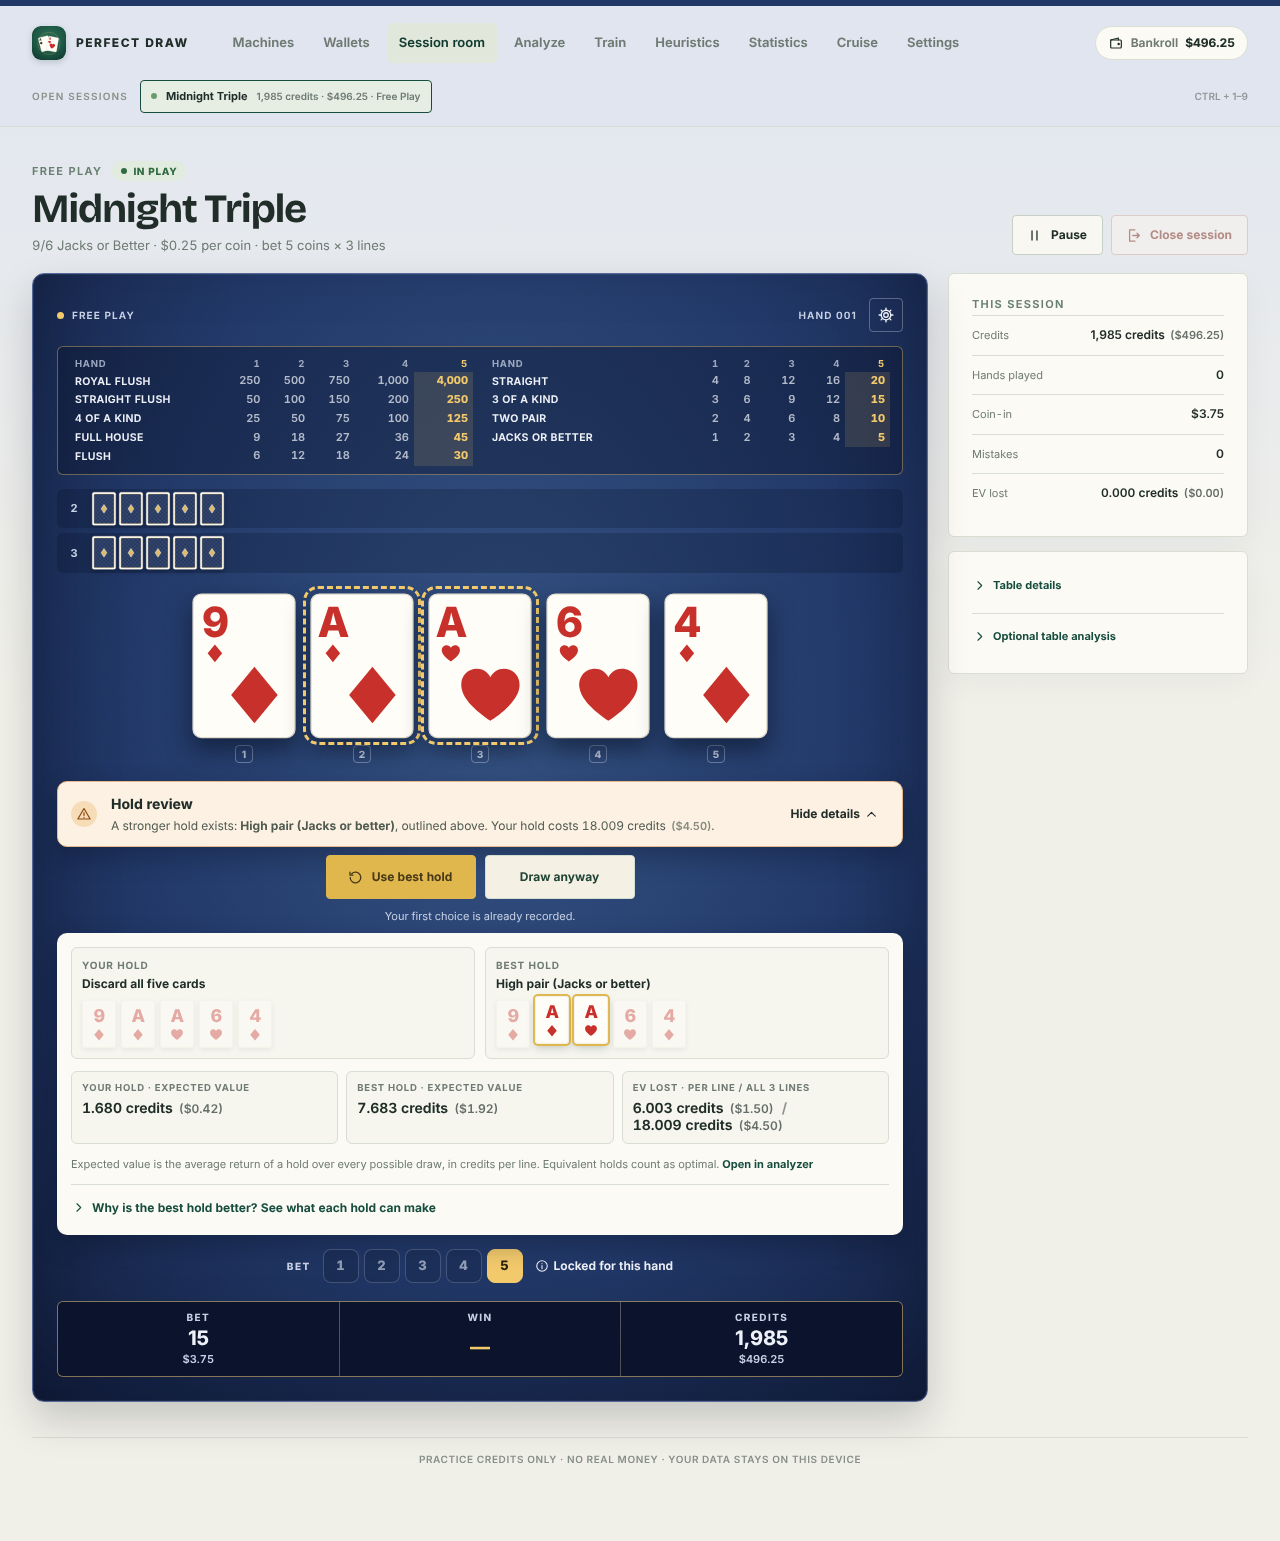 PERFECT DRAW
Machines Wallets Session room Analyze Train Heuristics Statistics Cruise Settings
Bankroll $496.25
OPEN SESSIONS
Midnight Triple 1,985 credits · $496.25 · Free Play
CTRL + 1–9
FREE PLAY IN PLAY
Midnight Triple
9/6 Jacks or Better · $0.25 per coin · bet 5 coins × 3 lines
Pause
Close session
FREE PLAY
HAND 001
HAND 1 2 3 4 5
ROYAL FLUSH 250 500 750 1,000 4,000
STRAIGHT FLUSH 50 100 150 200 250
4 OF A KIND 25 50 75 100 125
FULL HOUSE 9 18 27 36 45
FLUSH 6 12 18 24 30
HAND 1 2 3 4 5
STRAIGHT 4 8 12 16 20
3 OF A KIND 3 6 9 12 15
TWO PAIR 2 4 6 8 10
JACKS OR BETTER 1 2 3 4 5
2
3
9 A A 6 4
1 2 3 4 5
Hold review
A stronger hold exists: High pair (Jacks or better), outlined above. Your hold costs 18.009 credits ($4.50).
Hide details
Use best hold
Draw anyway
Your first choice is already recorded.
YOUR HOLD
Discard all five cards
9 A A 6 4
BEST HOLD
High pair (Jacks or better)
9 A A 6 4
YOUR HOLD · EXPECTED VALUE
1.680 credits ($0.42)
BEST HOLD · EXPECTED VALUE
7.683 credits ($1.92)
EV LOST · PER LINE / ALL 3 LINES
6.003 credits ($1.50) /
18.009 credits ($4.50)
Expected value is the average return of a hold over every possible draw, in credits per line. Equivalent holds count as optimal. Open in analyzer
Why is the best hold better? See what each hold can make
BET 1 2 3 4 5 Locked for this hand
BET
15
$3.75
WIN
—
CREDITS
1,985
$496.25
THIS SESSION
Credits 1,985 credits ($496.25)
Hands played 0
Coin-in $3.75
Mistakes 0
EV lost 0.000 credits ($0.00)
Table details
Optional table analysis
PRACTICE CREDITS ONLY · NO REAL MONEY · YOUR DATA STAYS ON THIS DEVICE